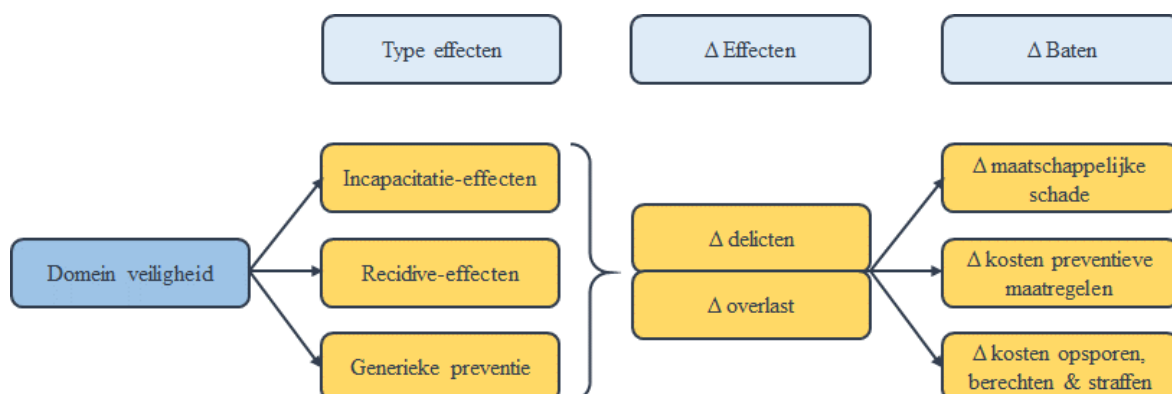 Type effecten
Δ Effecten
Δ Baten
Incapacitatie-effecten
Δ maatschappelijke
schade
Δ delicten
Domein veiligheid
Recidive-effecten
Δ kosten preventieve
maatregelen
Δ overlast
Generieke preventie
Δ kosten opsporen,
berechten & straffen